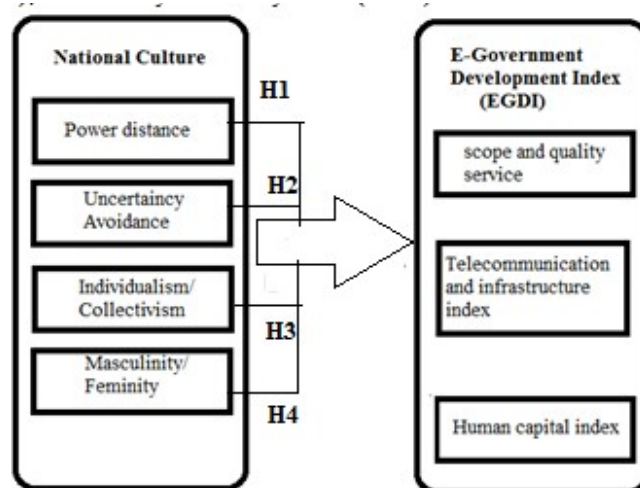 National Culture
Power distance
Uncertaincy
Avoidance
Individualism/
Collectivism
Masculinity/
Feminity
H1
H2
H3
H4
E-Government
Development Index
(EGDI)
scope and quality
service
Telecommunication
and infrastructure
index
Human capital index